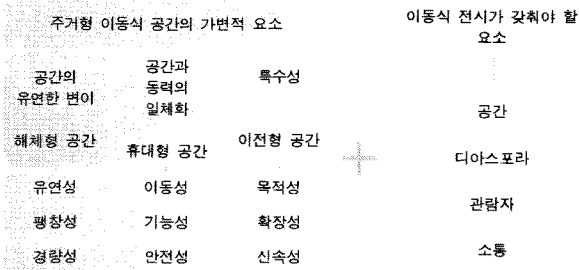 주거형 이동식 공간의 가변적 요소
이동식 전시가 갖춰야 할
요소
공간의
유연한 변이
공간과
동력의
일체화
특수성
해체형 공간
휴대형 공간
이전형 공간
유연성
이동성
목적성
팽창성
기능성
확장성
경량성
안전성
신속성
+
공간
디아스포라
관람자
소통